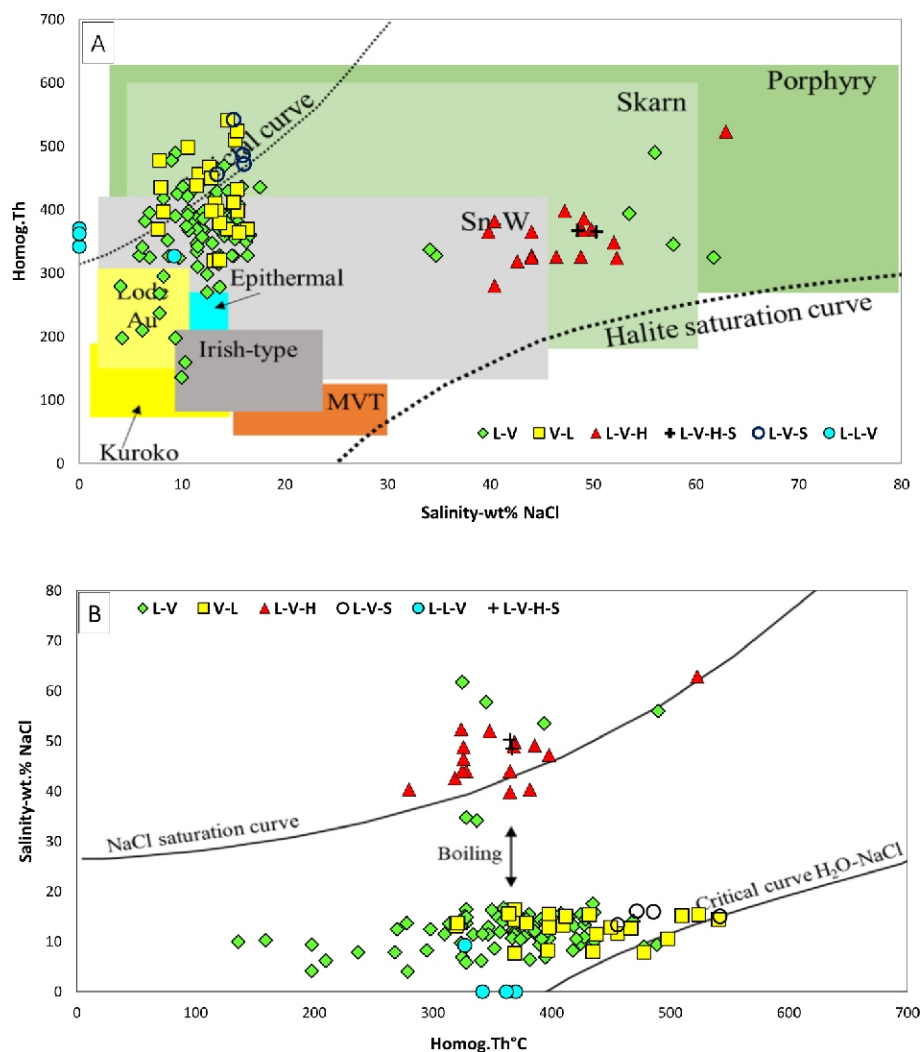 A
700
600
500
400
300
200
100
0
Homog.Th
Porphyry
Skarn
curve
Sn-W
Epithermal
Lode
Au
Irish-type
Halite saturation curve
MVT
Kuroko
L-V V-L L-V-H L-V-H-S L-V-S L-L-V
0 10 20 30 40 50 60 70 80
Salinity-wt% NaCl
B
L-V V-L L-V-H L-V-S L-L-V L-V-H-S
80
70
60
50
40
30
20
10
0
Salinity-wt.% NaCl
NaCl saturation curve
Boiling
Critical curve H₂O-NaCl
0 100 200 300 400 500 600 700
Homog.Th°C